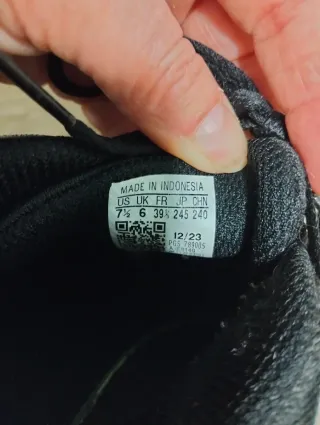 MADE IN INDONESIA
US UK FR JP CHN
7½ 6 39⅓ 245 240
12/23